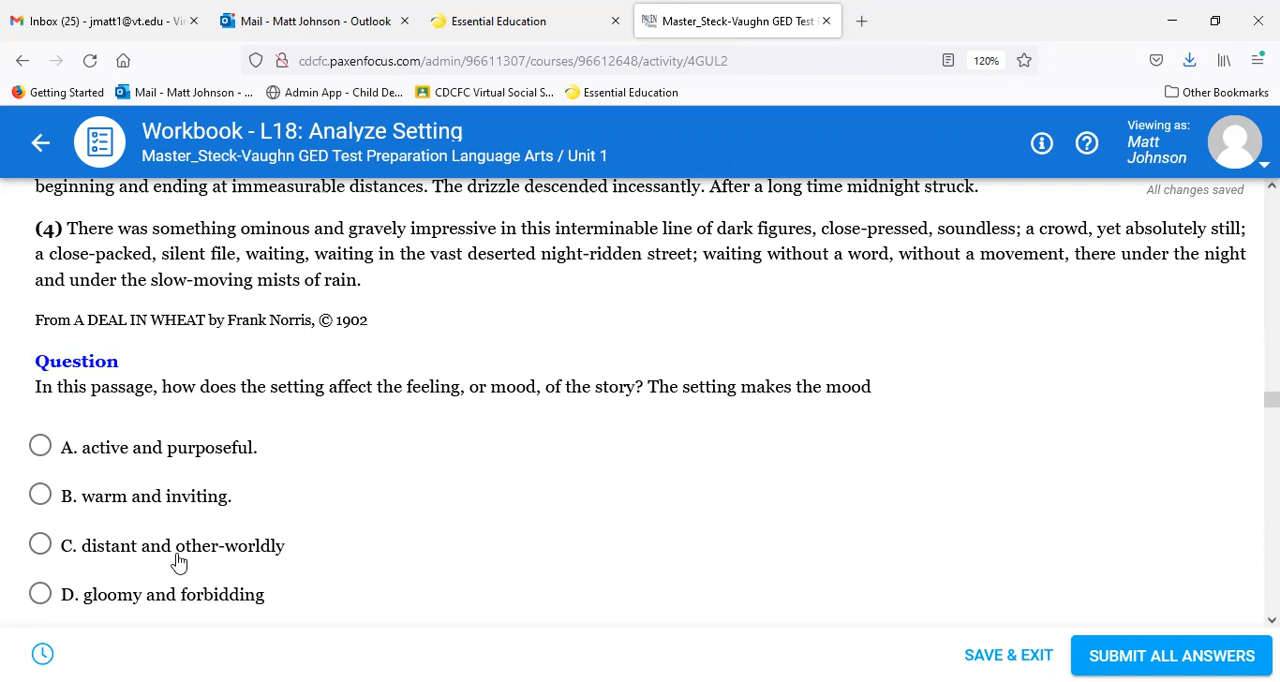 Inbox (25) - jmatt1@vt.edu - Vir
Mail - Matt Johnson - Outlook
Essential Education
PAXEN
Master_Steck-Vaughn GED Test
cdcfc.paxenfocus.com/admin/96611307/courses/96612648/activity/4GUL2
120%
Getting Started
Mail - Matt Johnson - ...
Admin App - Child De...
CDCFC Virtual Social S...
Essential Education
Other Bookmarks
Workbook - L18: Analyze Setting
Master_Steck-Vaughn GED Test Preparation Language Arts / Unit 1
Viewing as:
Matt
Johnson
All changes saved
beginning and ending at immeasurable distances. The drizzle descended incessantly. After a long time midnight struck.
(4) There was something ominous and gravely impressive in this interminable line of dark figures, close-pressed, soundless; a crowd, yet absolutely still;
a close-packed, silent file, waiting, waiting in the vast deserted night-ridden street; waiting without a word, without a movement, there under the night
and under the slow-moving mists of rain.
From A DEAL IN WHEAT by Frank Norris, © 1902
Question
In this passage, how does the setting affect the feeling, or mood, of the story? The setting makes the mood
A. active and purposeful.
B. warm and inviting.
C. distant and other-worldly
D. gloomy and forbidding
SAVE & EXIT
SUBMIT ALL ANSWERS